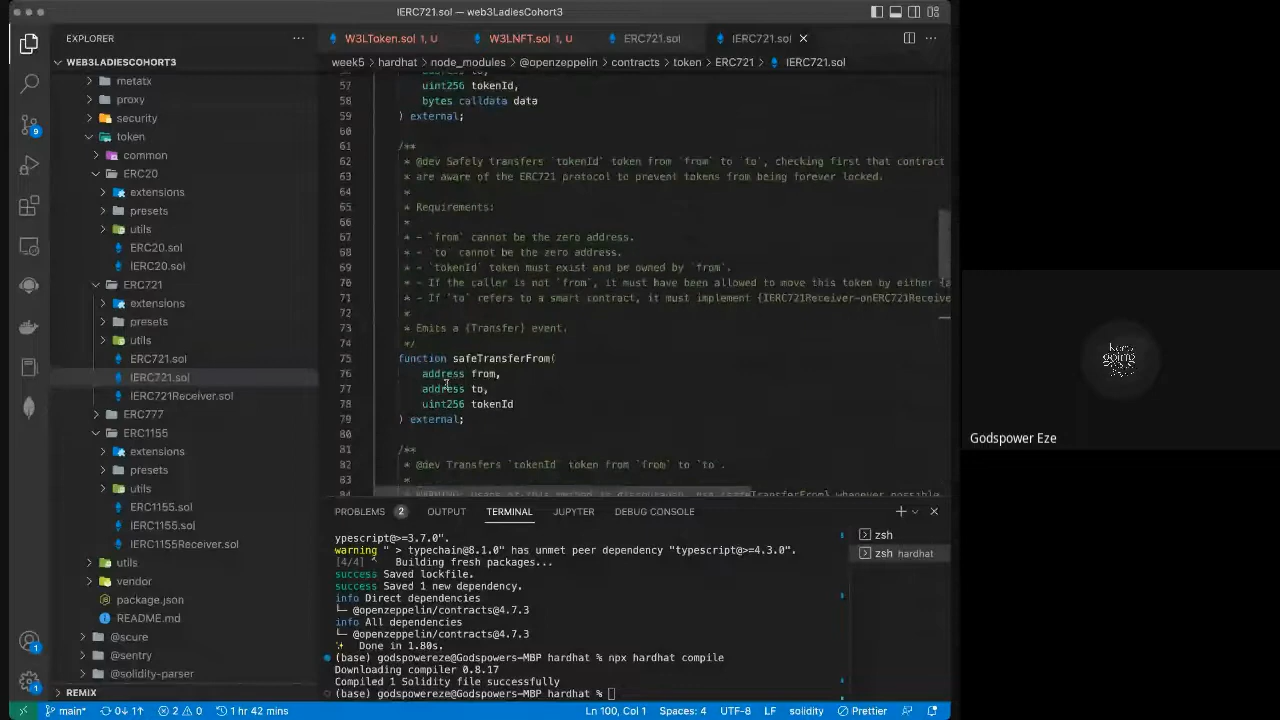 IERC721.sol — web3LadiesCohort3
EXPLORER
W3LToken.sol 1, U
W3LNFT.sol 1, U
ERC721.sol
IERC721.sol
WEB3LADIESCOHORT3
week5 > hardhat > node_modules > @openzeppelin > contracts > token > ERC721 > IERC721.sol
metatx
proxy
security
token
common
ERC20
extensions
presets
utils
ERC20.sol
IERC20.sol
ERC721
extensions
presets
utils
ERC721.sol
IERC721.sol
IERC721Receiver.sol
ERC777
ERC1155
extensions
presets
utils
ERC1155.sol
IERC1155.sol
IERC1155Receiver.sol
utils
vendor
package.json
README.md
@scure
@sentry
@solidity-parser
REMIX
57 uint256 tokenId,
58 bytes calldata data
59 ) external;
60
61 /**
62 * @dev Safely transfers `tokenId` token from `from` to `to`, checking first that contract
63 * are aware of the ERC721 protocol to prevent tokens from being forever locked.
64 *
65 * Requirements:
66 *
67 * - `from` cannot be the zero address.
68 * - `to` cannot be the zero address.
69 * - `tokenId` token must exist and be owned by `from`.
70 * - If the caller is not `from`, it must have been allowed to move this token by either {a
71 * - If `to` refers to a smart contract, it must implement {IERC721Receiver-onERC721Receive
72 *
73 * Emits a {Transfer} event.
74 */
75 function safeTransferFrom(
76 address from,
77 address to,
78 uint256 tokenId
79 ) external;
80
81 /**
82 * @dev Transfers `tokenId` token from `from` to `to`.
83 *
PROBLEMS 2
OUTPUT
TERMINAL
JUPYTER
DEBUG CONSOLE
ypescript@>=3.7.0".
warning " > typechain@8.1.0" has unmet peer dependency "typescript@>=4.3.0".
[4/4] Building fresh packages...
success Saved lockfile.
success Saved 1 new dependency.
info Direct dependencies
└─ @openzeppelin/contracts@4.7.3
info All dependencies
└─ @openzeppelin/contracts@4.7.3
Done in 1.80s.
(base) godspowereze@Godspowers-MBP hardhat % npx hardhat compile
Downloading compiler 0.8.17
Compiled 1 Solidity file successfully
(base) godspowereze@Godspowers-MBP hardhat %
zsh
zsh hardhat
9
1
1
main*
0↓ 1↑
2 0
1 hr 42 mins
Ln 100, Col 1
Spaces: 4
UTF-8
LF
solidity
Prettier
keep
going
Godspower Eze